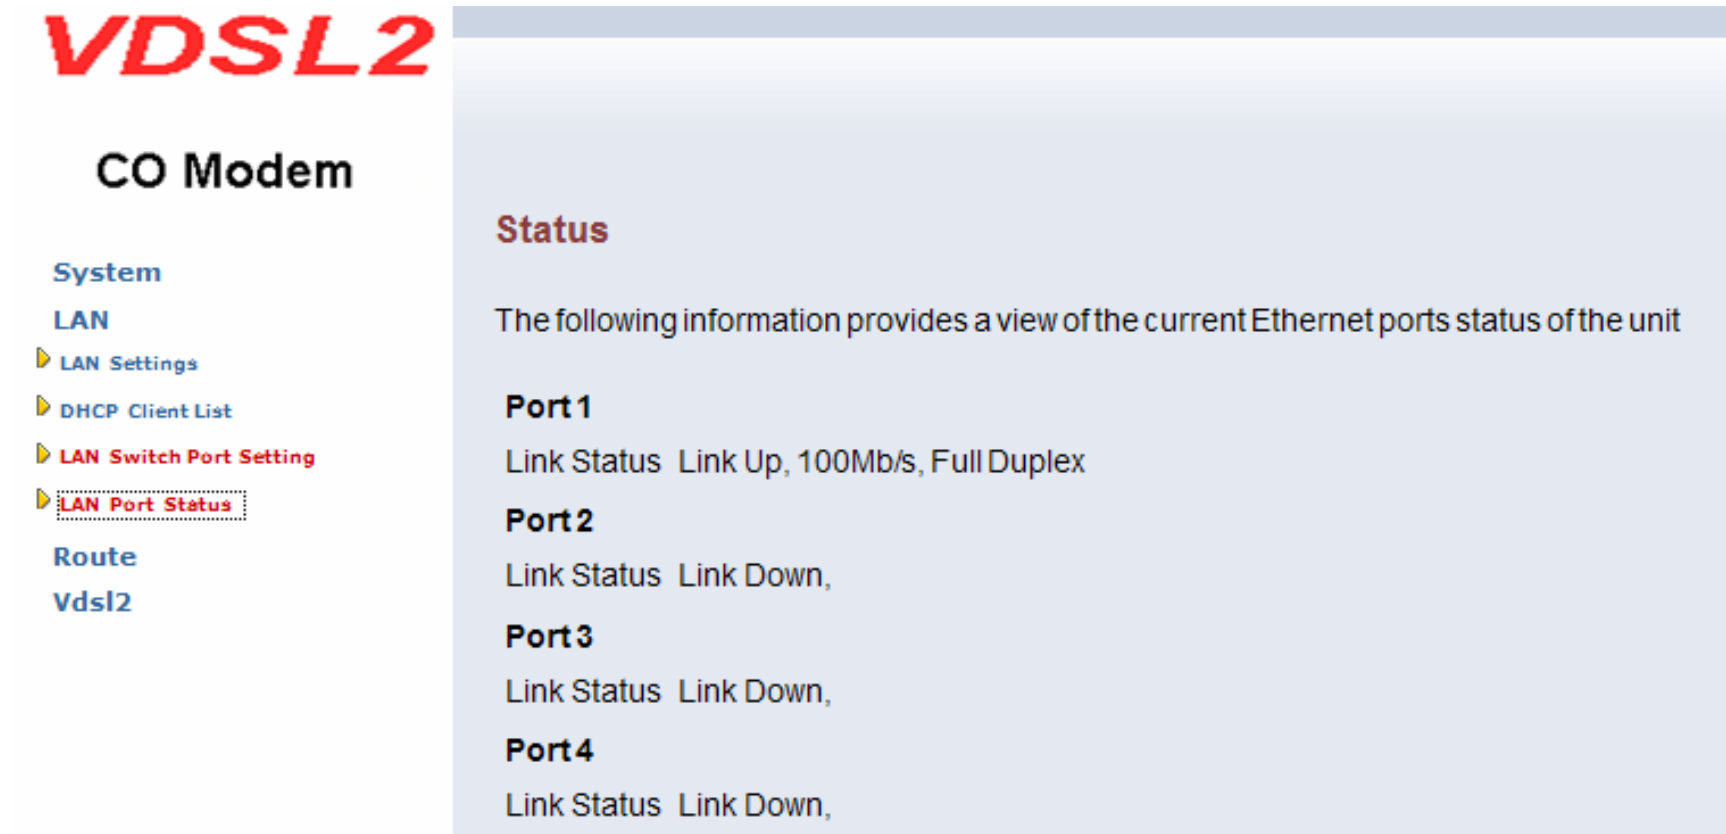 VDSL2
CO Modem
System
LAN
LAN Settings
DHCP Client List
LAN Switch Port Setting
LAN Port Status
Route
Vdsl2
Status
The following information provides a view of the current Ethernet ports status of the unit
Port 1
Link Status Link Up, 100Mb/s, Full Duplex
Port 2
Link Status Link Down,
Port 3
Link Status Link Down,
Port 4
Link Status Link Down,